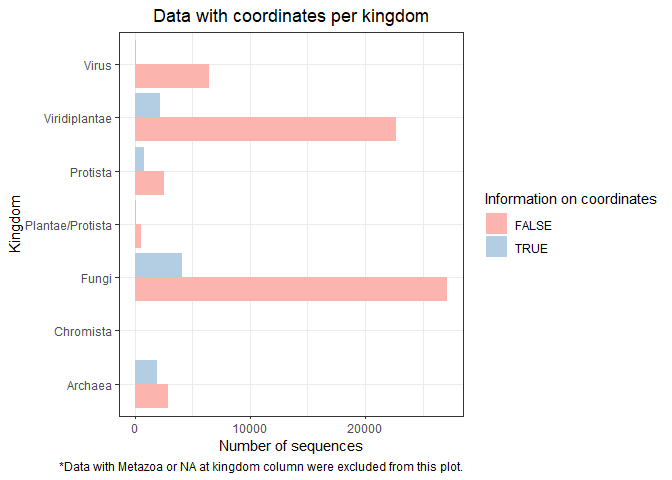 Data with coordinates per kingdom
Kingdom
Virus
Viridiplantae
Protista
Plantae/Protista
Fungi
Chromista
Archaea
0 10000 20000
Number of sequences
Information on coordinates
FALSE
TRUE
*Data with Metazoa or NA at kingdom column were excluded from this plot.